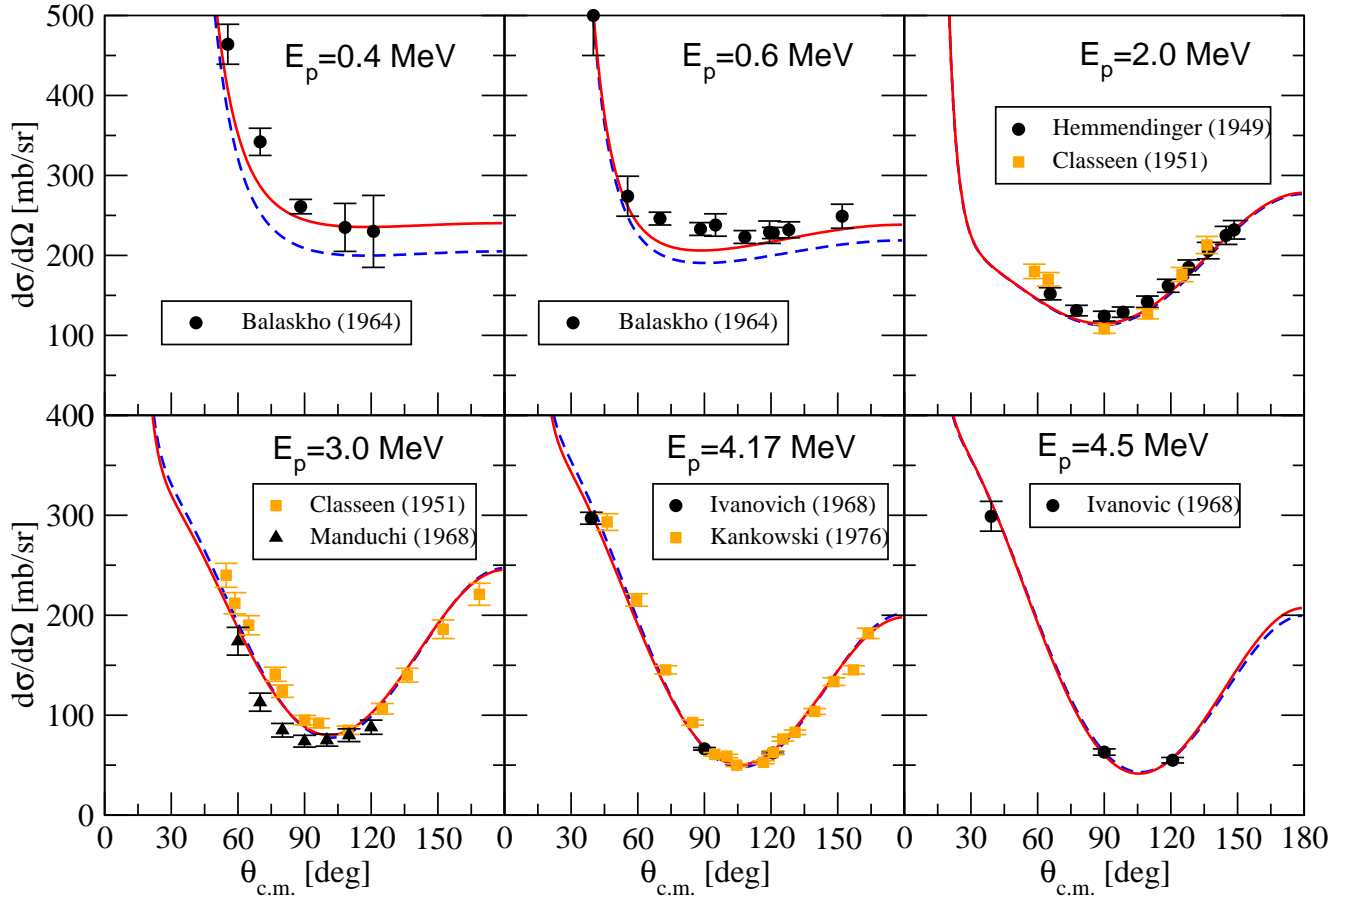 500
400
300
200
100
dσ/dΩ [mb/sr]
E_p=0.4 MeV
Balaskho (1964)
E_p=0.6 MeV
Balaskho (1964)
E_p=2.0 MeV
Hemmendinger (1949)
Classeen (1951)
400
300
200
100
0
dσ/dΩ [mb/sr]
E_p=3.0 MeV
Classeen (1951)
Manduchi (1968)
E_p=4.17 MeV
Ivanovich (1968)
Kankowski (1976)
E_p=4.5 MeV
Ivanovic (1968)
0 30 60 90 120 150 0 30 60 90 120 150 0 30 60 90 120 150 180
θ_c.m. [deg] θ_c.m. [deg] θ_c.m. [deg]